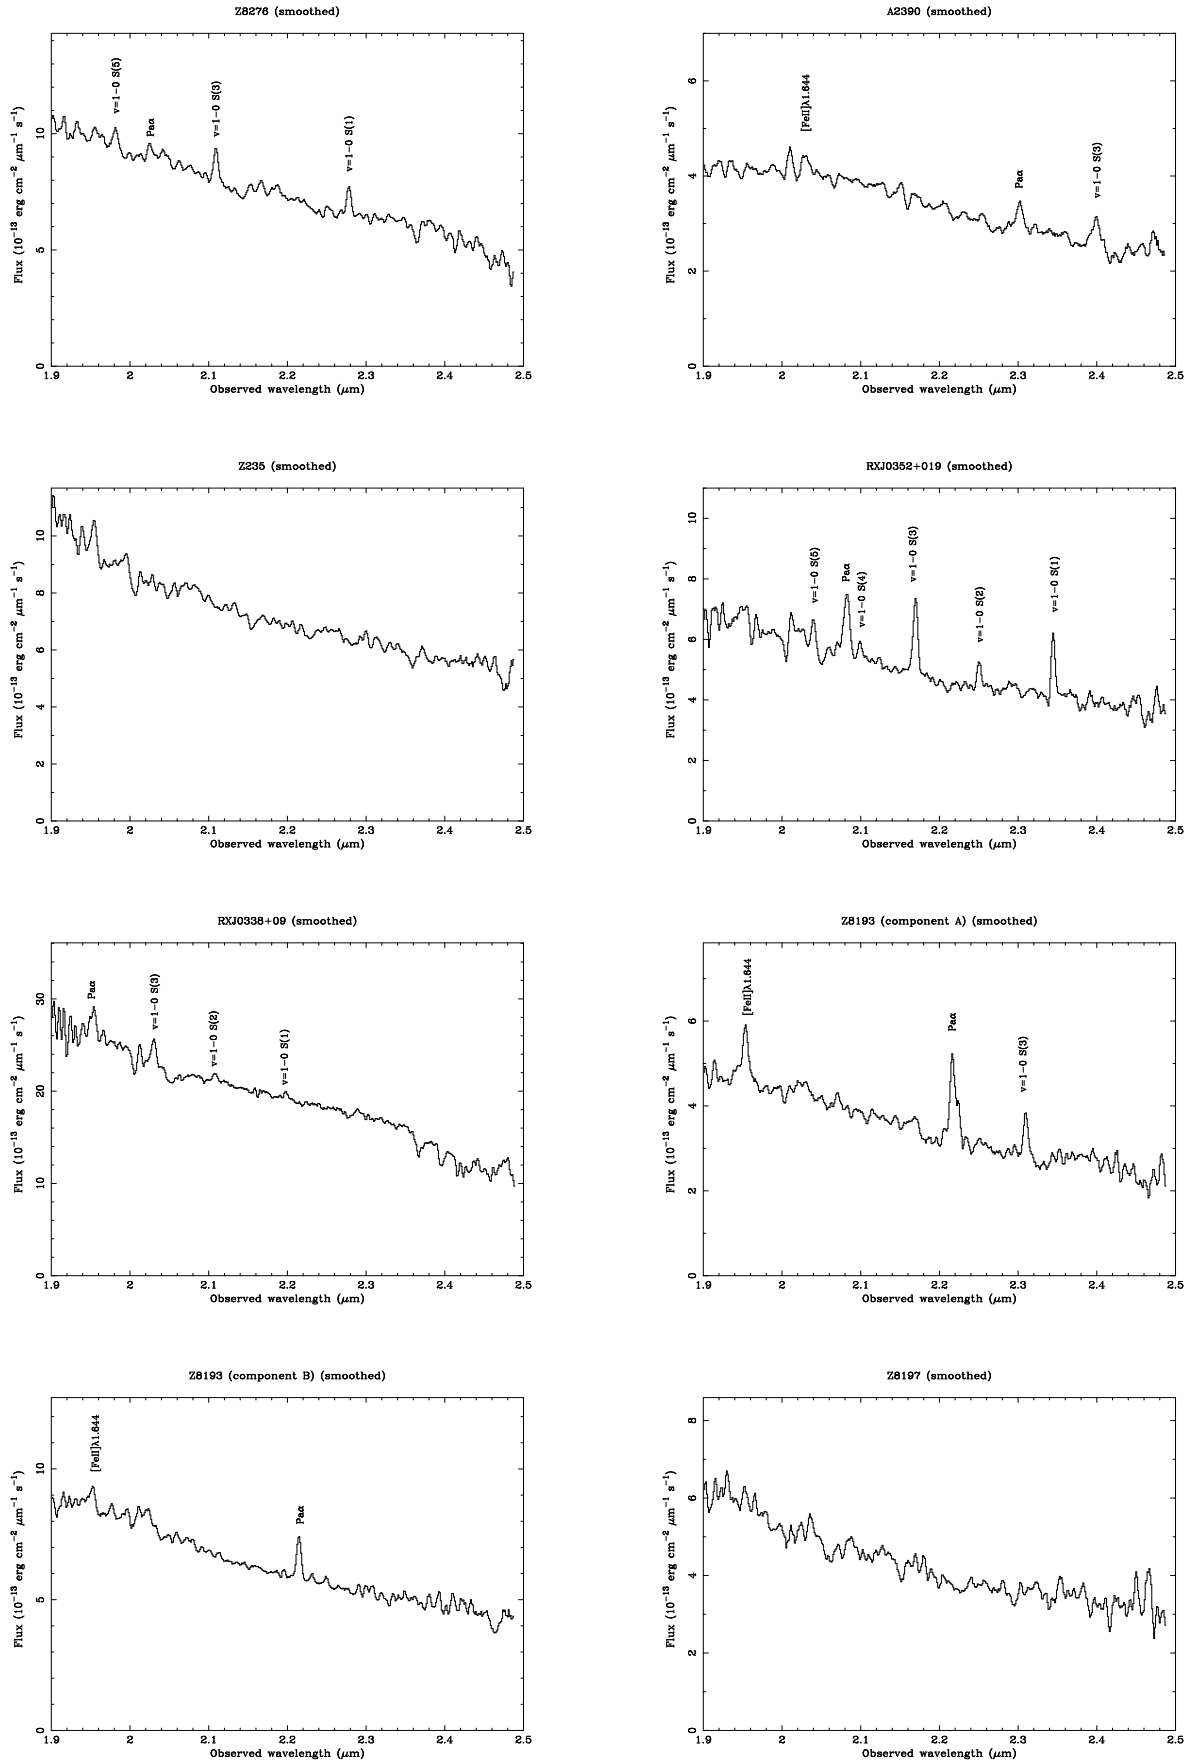 Z8276 (smoothed)
Flux (10⁻¹³ erg cm⁻² μm⁻¹ s⁻¹)
0
5
10
v=1−0 S(5)
Paα
v=1−0 S(3)
v=1−0 S(1)
1.9 2 2.1 2.2 2.3 2.4 2.5
Observed wavelength (μm)
A2390 (smoothed)
Flux (10⁻¹³ erg cm⁻² μm⁻¹ s⁻¹)
0
2
4
6
[FeII]λ1.644
Paα
v=1−0 S(3)
1.9 2 2.1 2.2 2.3 2.4 2.5
Observed wavelength (μm)
Z235 (smoothed)
Flux (10⁻¹³ erg cm⁻² μm⁻¹ s⁻¹)
0
2
4
6
8
10
1.9 2 2.1 2.2 2.3 2.4 2.5
Observed wavelength (μm)
RXJ0352+019 (smoothed)
Flux (10⁻¹³ erg cm⁻² μm⁻¹ s⁻¹)
0
2
4
6
8
10
v=1−0 S(5)
Paα
v=1−0 S(4)
v=1−0 S(3)
v=1−0 S(2)
v=1−0 S(1)
1.9 2 2.1 2.2 2.3 2.4 2.5
Observed wavelength (μm)
RXJ0338+09 (smoothed)
Flux (10⁻¹³ erg cm⁻² μm⁻¹ s⁻¹)
0
10
20
30
Paα
v=1−0 S(3)
v=1−0 S(2)
v=1−0 S(1)
1.9 2 2.1 2.2 2.3 2.4 2.5
Observed wavelength (μm)
Z8193 (component A) (smoothed)
Flux (10⁻¹³ erg cm⁻² μm⁻¹ s⁻¹)
0
2
4
6
[FeII]λ1.644
Paα
v=1−0 S(3)
1.9 2 2.1 2.2 2.3 2.4 2.5
Observed wavelength (μm)
Z8193 (component B) (smoothed)
Flux (10⁻¹³ erg cm⁻² μm⁻¹ s⁻¹)
0
5
10
[FeII]λ1.644
Paα
1.9 2 2.1 2.2 2.3 2.4 2.5
Observed wavelength (μm)
Z8197 (smoothed)
Flux (10⁻¹³ erg cm⁻² μm⁻¹ s⁻¹)
0
2
4
6
8
1.9 2 2.1 2.2 2.3 2.4 2.5
Observed wavelength (μm)